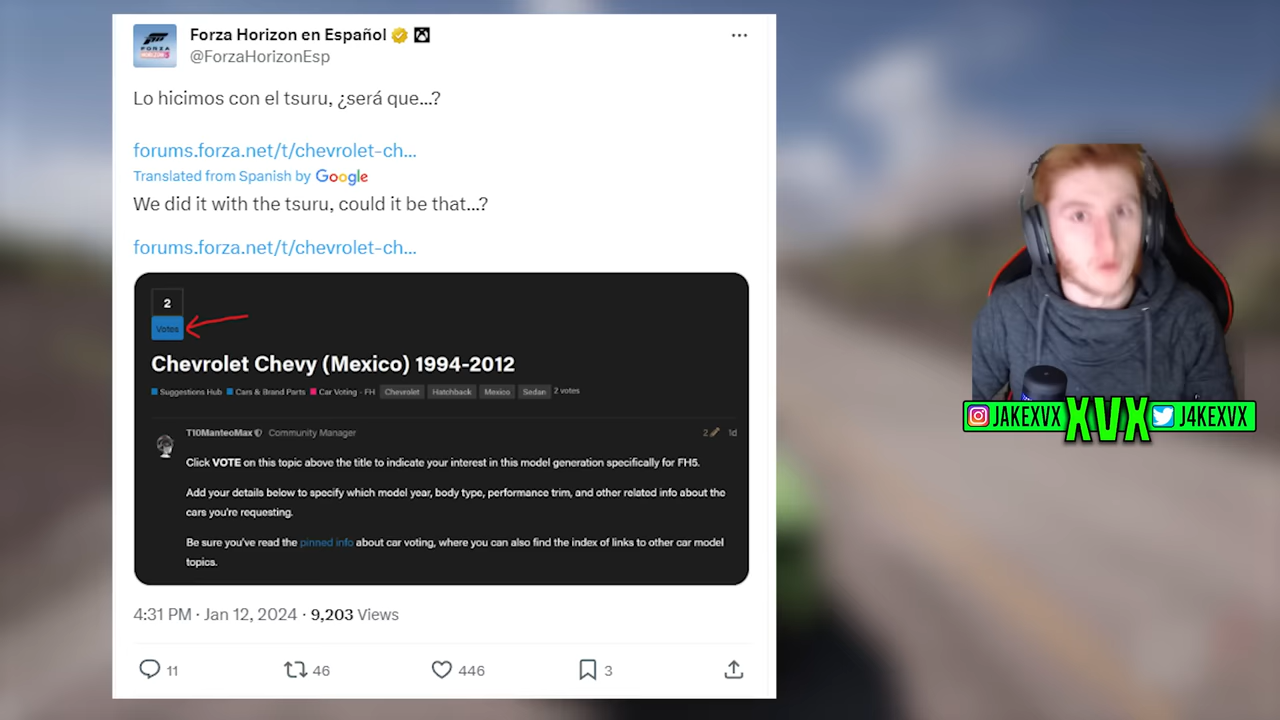 Forza Horizon en Español
@ForzaHorizonEsp
Lo hicimos con el tsuru, ¿será que...?
forums.forza.net/t/chevrolet-ch...
Translated from Spanish by Google
We did it with the tsuru, could it be that...?
forums.forza.net/t/chevrolet-ch...
2
Votes
Chevrolet Chevy (Mexico) 1994-2012
Suggestions Hub Cars & Brand Parts Car Voting - FH Chevrolet Hatchback Mexico Sedan 2 votes
T10ManteoMax Community Manager 2 1d
Click VOTE on this topic above the title to indicate your interest in this model generation specifically for FH5.
Add your details below to specify which model year, body type, performance trim, and other related info about the
cars you're requesting.
Be sure you've read the pinned info about car voting, where you can also find the index of links to other car model
topics.
4:31 PM · Jan 12, 2024 · 9,203 Views
11 46 446 3
JAKEXVX XVX J4KEXVX